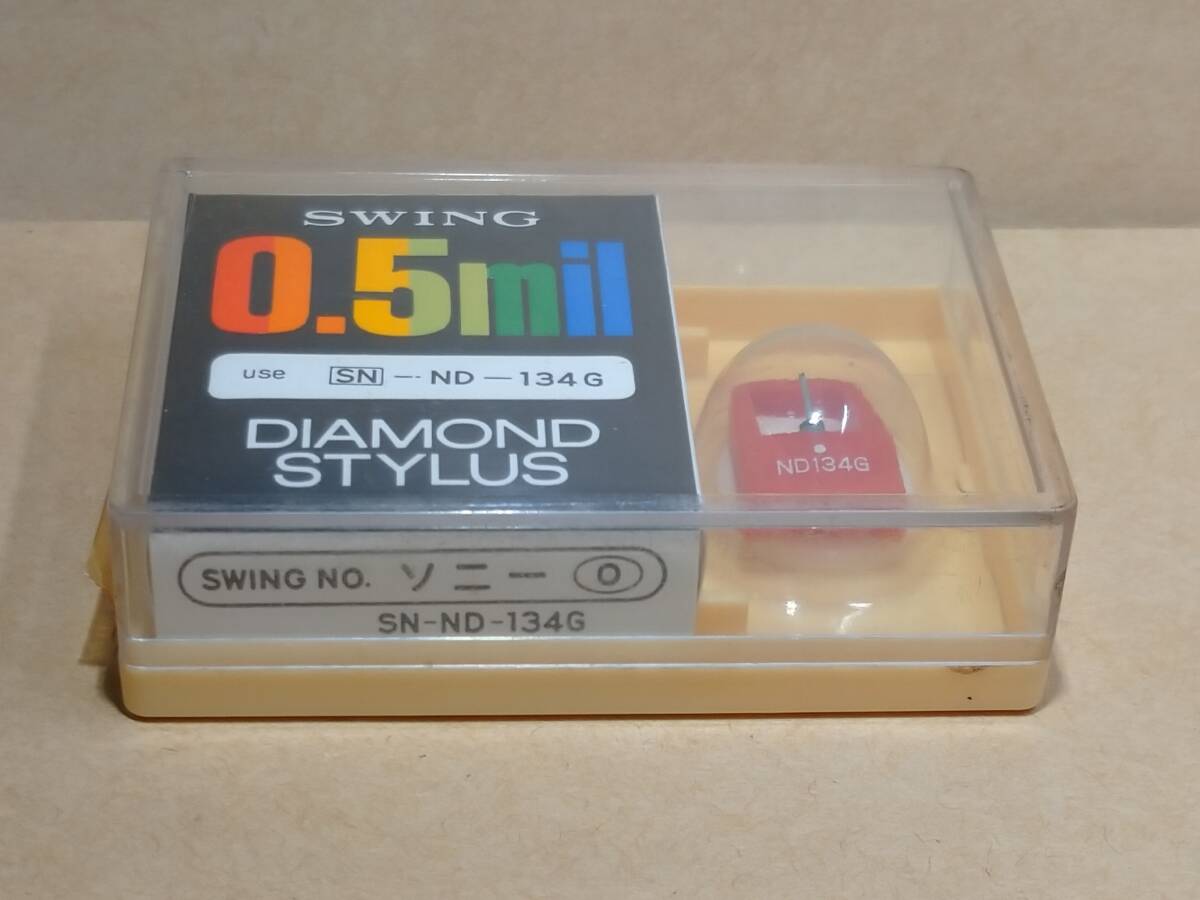 SWING
0.5mil
use SN-ND-134G
DIAMOND
STYLUS
SWING NO. ソニー O
SN-ND-134G
ND134G